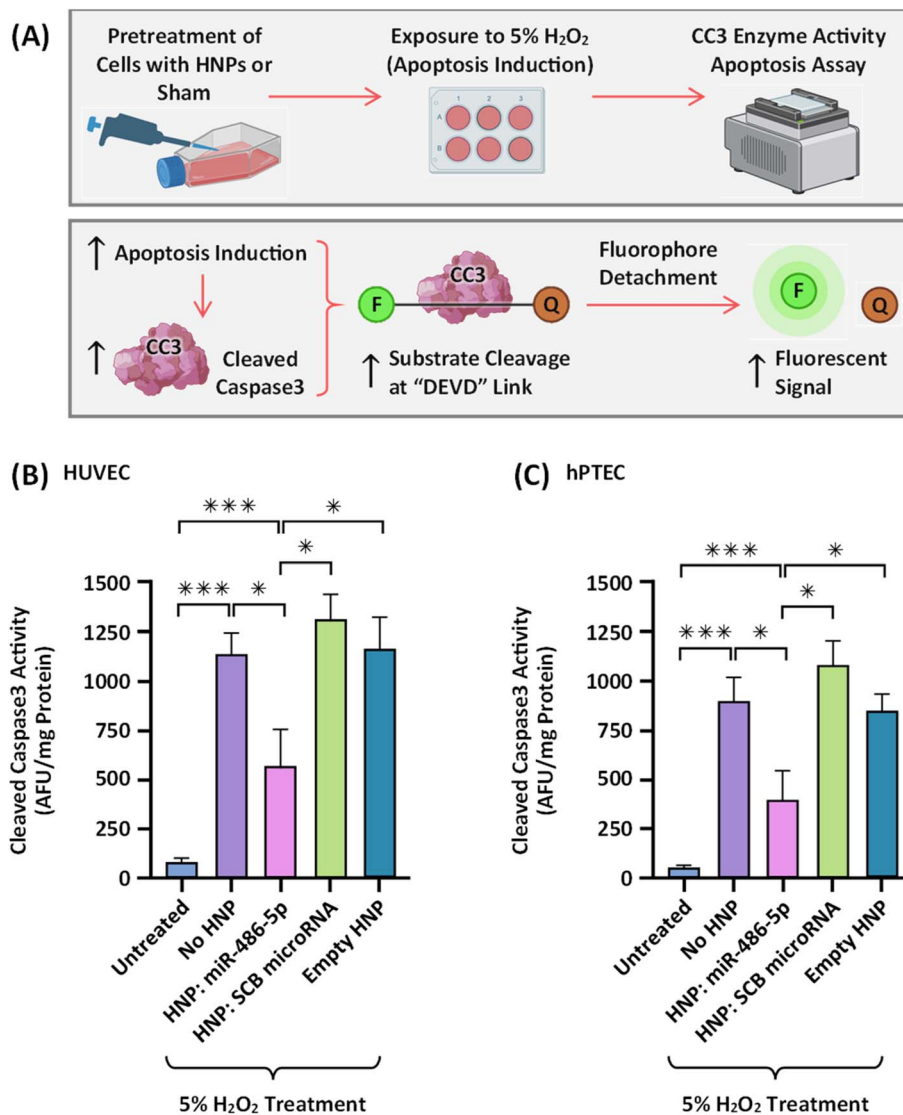 (A)
Pretreatment of
Cells with HNPs or
Sham
Exposure to 5% H₂O₂
(Apoptosis Induction)
CC3 Enzyme Activity
Apoptosis Assay
1 2 3
A
B
↑ Apoptosis Induction
↑ CC3
Cleaved
Caspase3
F CC3 Q
↑ Substrate Cleavage
at “DEVD” Link
Fluorophore
Detachment
F Q
↑ Fluorescent
Signal
(B) HUVEC
Cleaved Caspase3 Activity
(AFU/mg Protein)
✳✳✳ ✳
✳
✳✳✳ ✳
1500
1250
1000
750
500
250
0
Untreated
No HNP
HNP: miR-486-5p
HNP: SCB microRNA
Empty HNP
5% H₂O₂ Treatment
(C) hPTEC
Cleaved Caspase3 Activity
(AFU/mg Protein)
✳✳✳ ✳
✳
✳✳✳ ✳
1500
1250
1000
750
500
250
0
Untreated
No HNP
HNP: miR-486-5p
HNP: SCB microRNA
Empty HNP
5% H₂O₂ Treatment